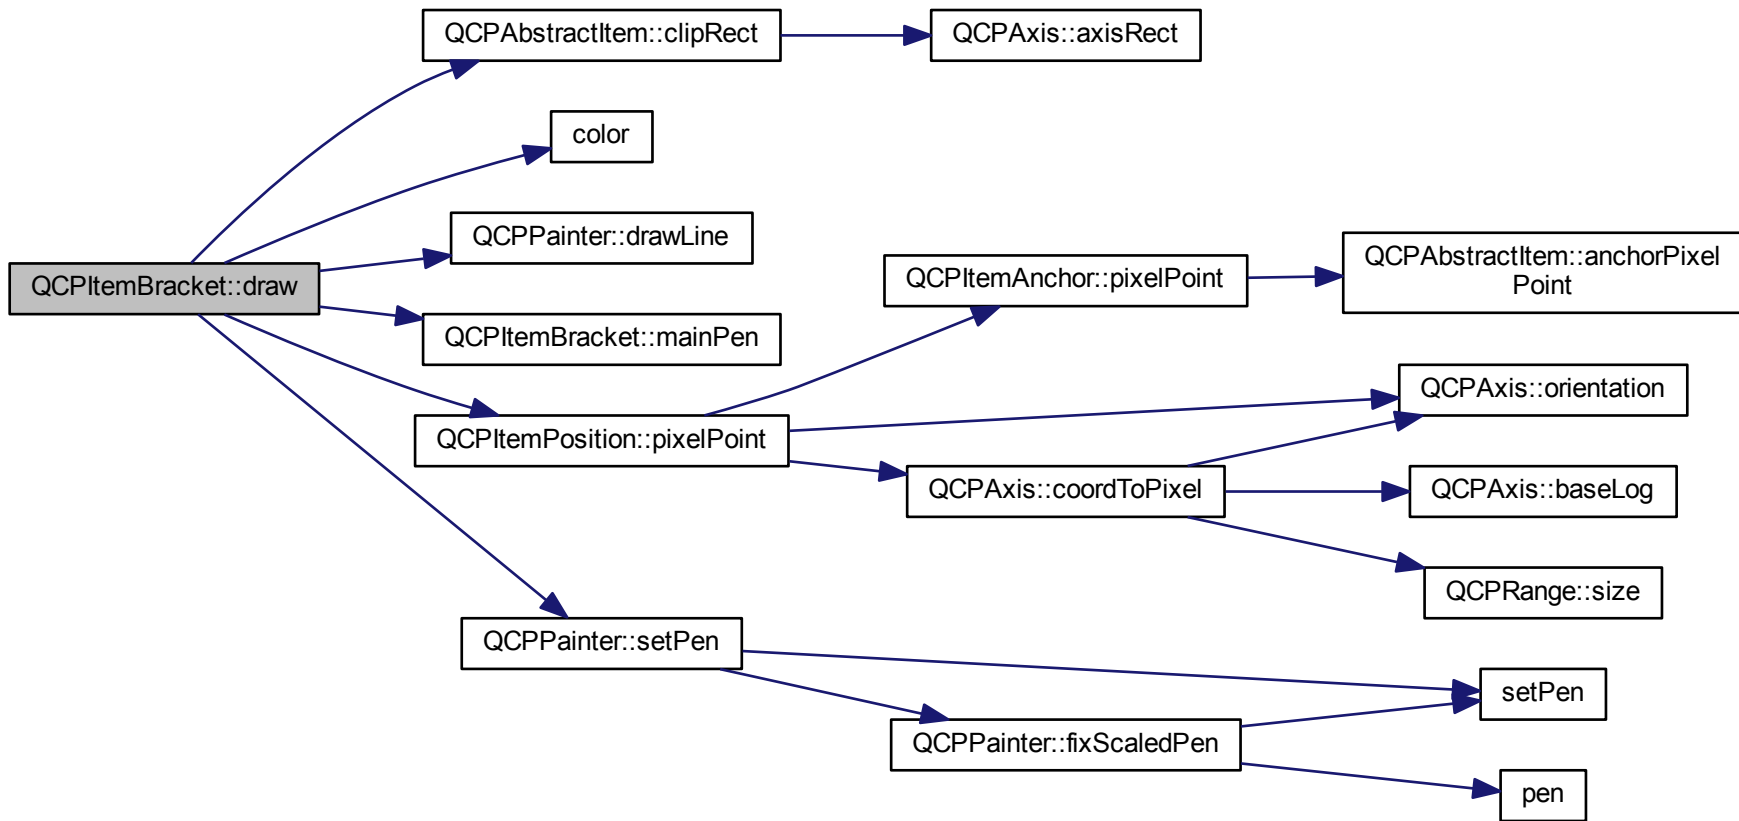 QCPAbstractItem::clipRect
QCPAxis::axisRect
color
QCPPainter::drawLine
QCPItemBracket::draw
QCPItemBracket::mainPen
QCPItemAnchor::pixelPoint
QCPAbstractItem::anchorPixel
Point
QCPItemPosition::pixelPoint
QCPAxis::orientation
QCPAxis::coordToPixel
QCPAxis::baseLog
QCPRange::size
QCPPainter::setPen
setPen
QCPPainter::fixScaledPen
pen